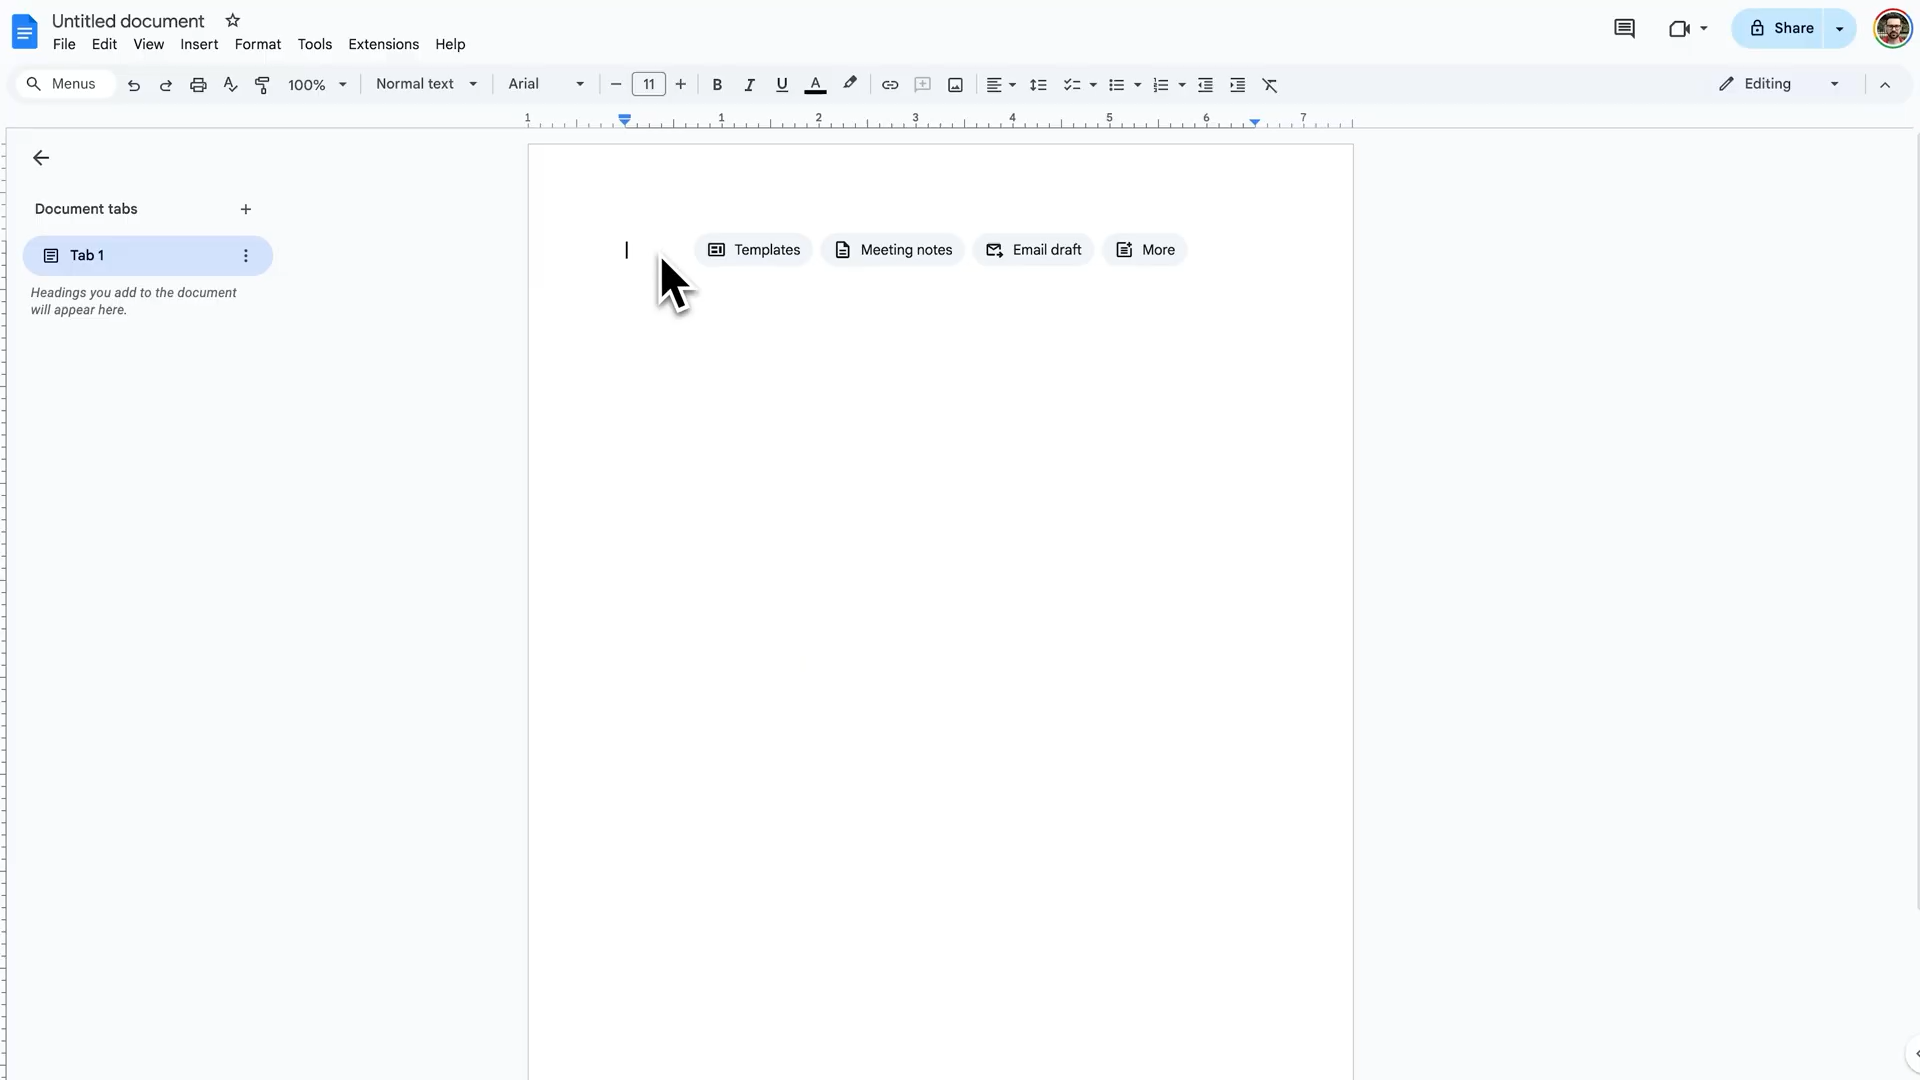 Untitled document
File Edit View Insert Format Tools Extensions Help
Share
Menus 100% Normal text Arial 11 B I U A Editing
1 1 2 3 4 5 6 7
Document tabs
Tab 1
Headings you add to the document
will appear here.
Templates Meeting notes Email draft More